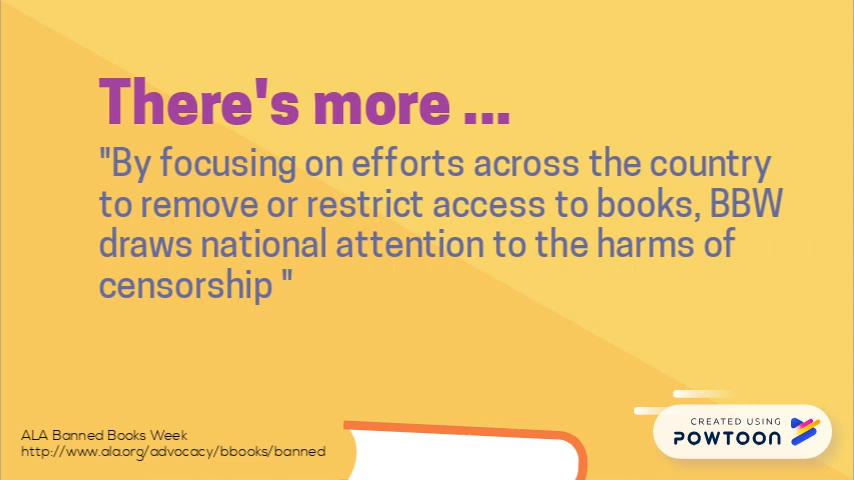 There's more ...
"By focusing on efforts across the country
to remove or restrict access to books, BBW
draws national attention to the harms of
censorship "
ALA Banned Books Week
http://www.ala.org/advocacy/bbooks/banned
CREATED USING
POWTOON